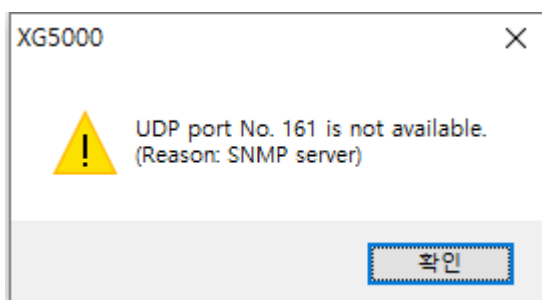 XG5000
UDP port No. 161 is not available.
(Reason: SNMP server)
확인